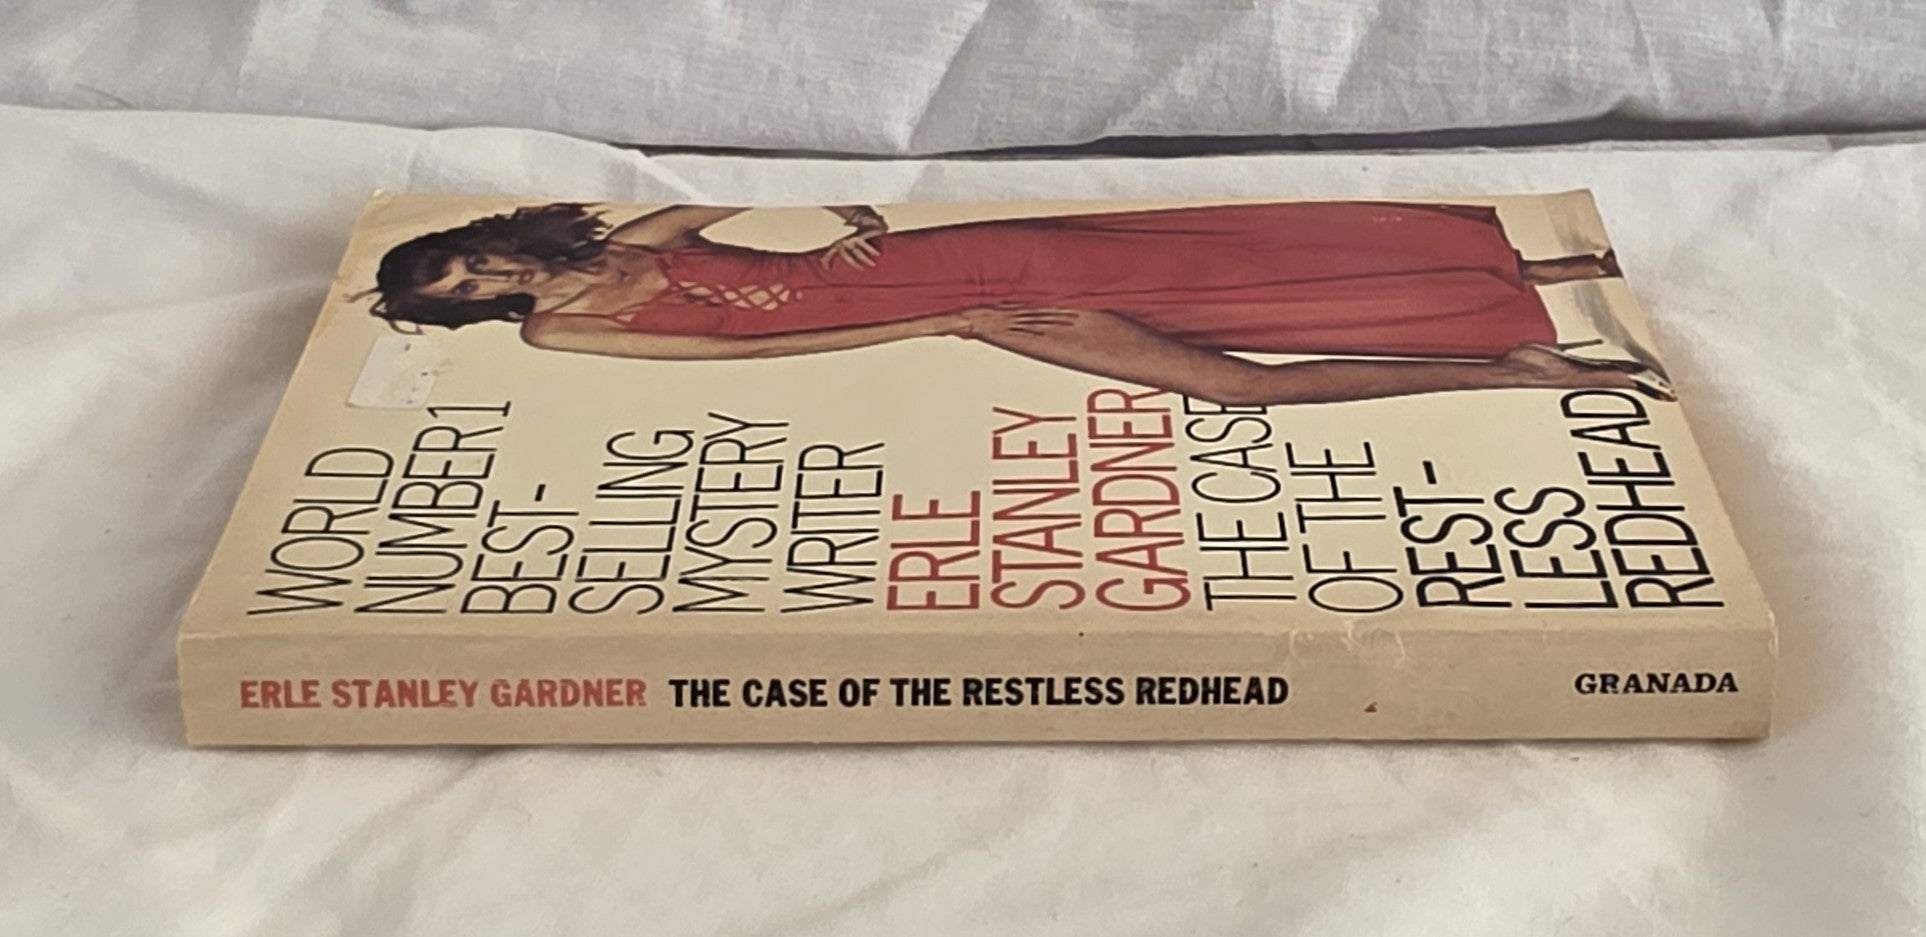 WORLD
NUMBER 1
BEST-
SELLING
MYSTERY
WRITER
ERLE
STANLEY
GARDNER
THE CASE
OF THE
REST-
LESS
REDHEAD
ERLE STANLEY GARDNER THE CASE OF THE RESTLESS REDHEAD GRANADA